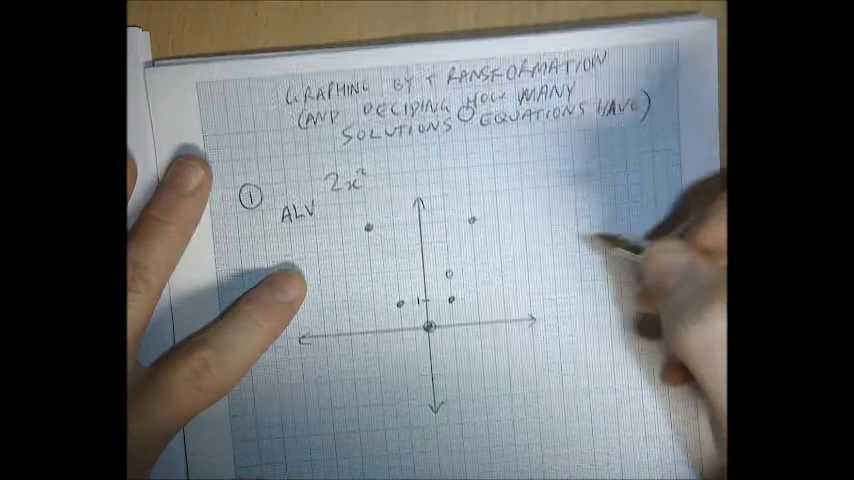 GRAPHING BY TRANSFORMATION
(AND DECIDING HOW MANY
SOLUTIONS EQUATIONS HAVE)
① 2x²
ALV
1